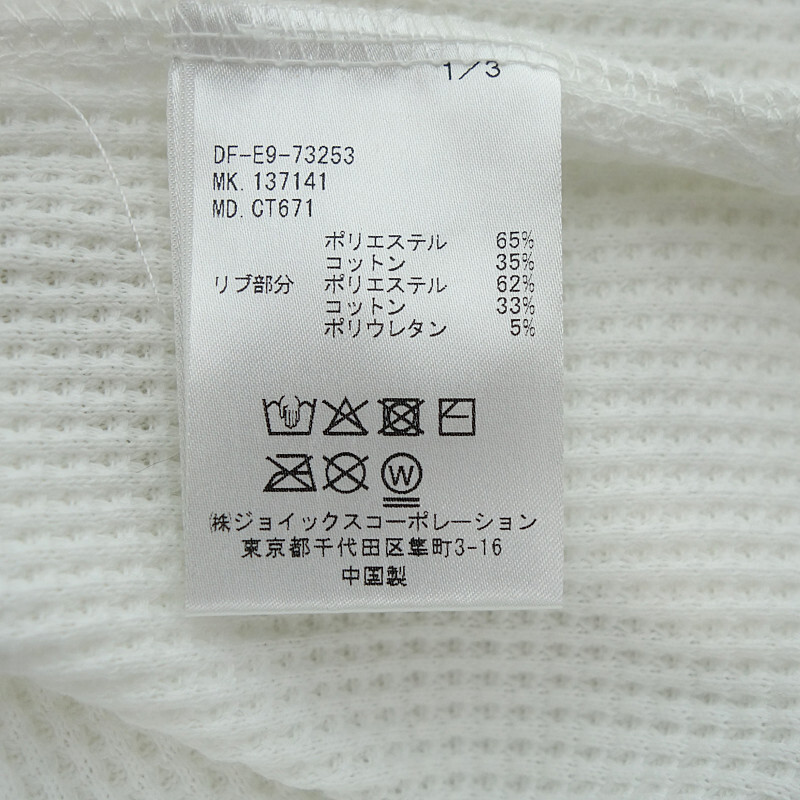 1/3
DF-E9-73253
MK. 137141
MD. CT671
ポリエステル 65%
コットン 35%
リブ部分 ポリエステル 62%
コットン 33%
ポリウレタン 5%
W
㈱ジョイックスコーポレーション
東京都千代田区隼町3-16
中国製